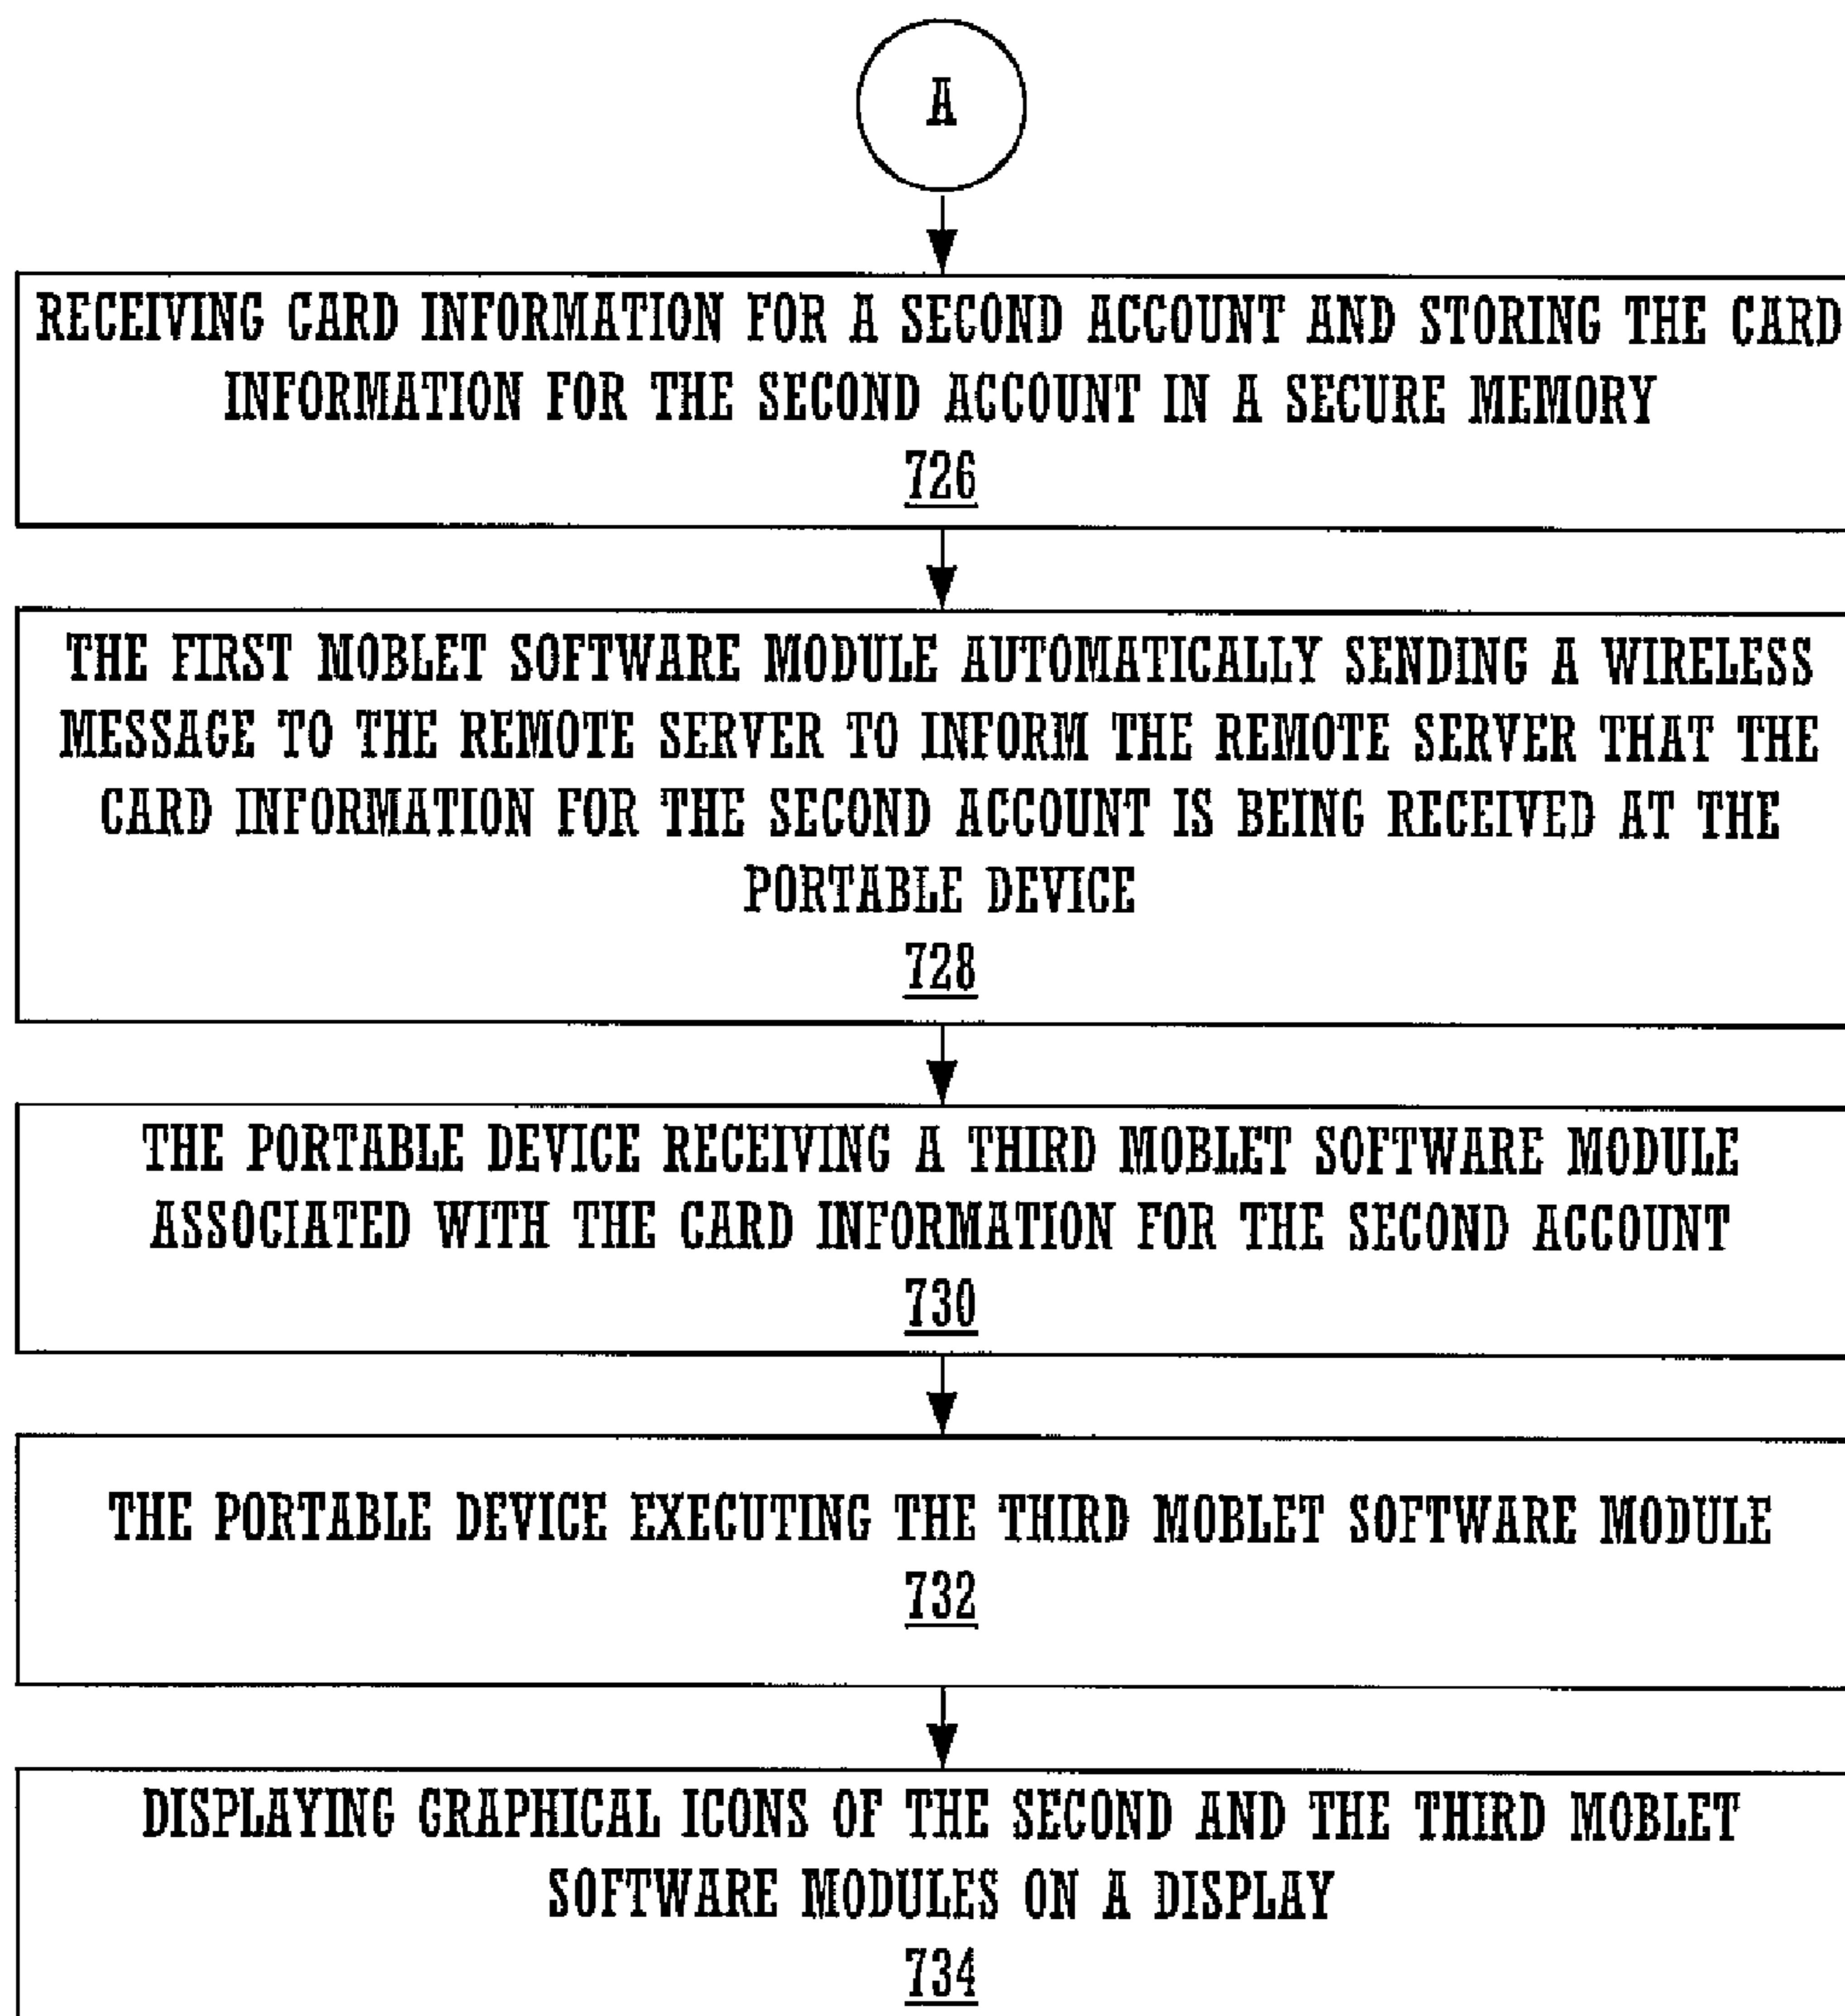 A
RECEIVING CARD INFORMATION FOR A SECOND ACCOUNT AND STORING THE CARD
INFORMATION FOR THE SECOND ACCOUNT IN A SECURE MEMORY
726
THE FIRST MOBLET SOFTWARE MODULE AUTOMATICALLY SENDING A WIRELESS
MESSAGE TO THE REMOTE SERVER TO INFORM THE REMOTE SERVER THAT THE
CARD INFORMATION FOR THE SECOND ACCOUNT IS BEING RECEIVED AT THE
PORTABLE DEVICE
728
THE PORTABLE DEVICE RECEIVING A THIRD MOBLET SOFTWARE MODULE
ASSOCIATED WITH THE CARD INFORMATION FOR THE SECOND ACCOUNT
730
THE PORTABLE DEVICE EXECUTING THE THIRD MOBLET SOFTWARE MODULE
732
DISPLAYING GRAPHICAL ICONS OF THE SECOND AND THE THIRD MOBLET
SOFTWARE MODULES ON A DISPLAY
734